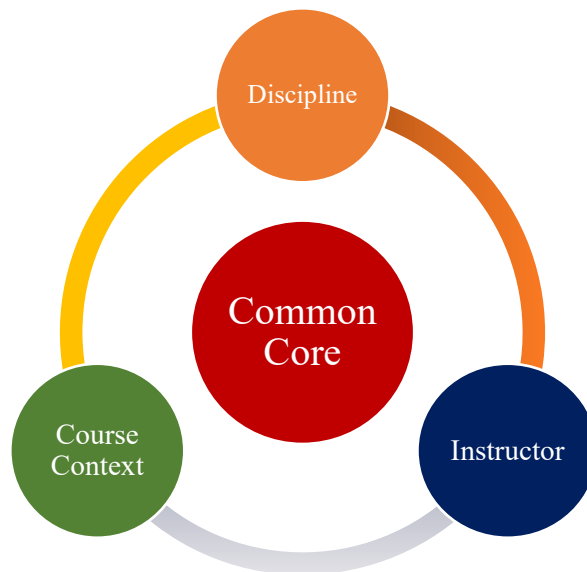 Discipline
Common
Core
Course
Context
Instructor